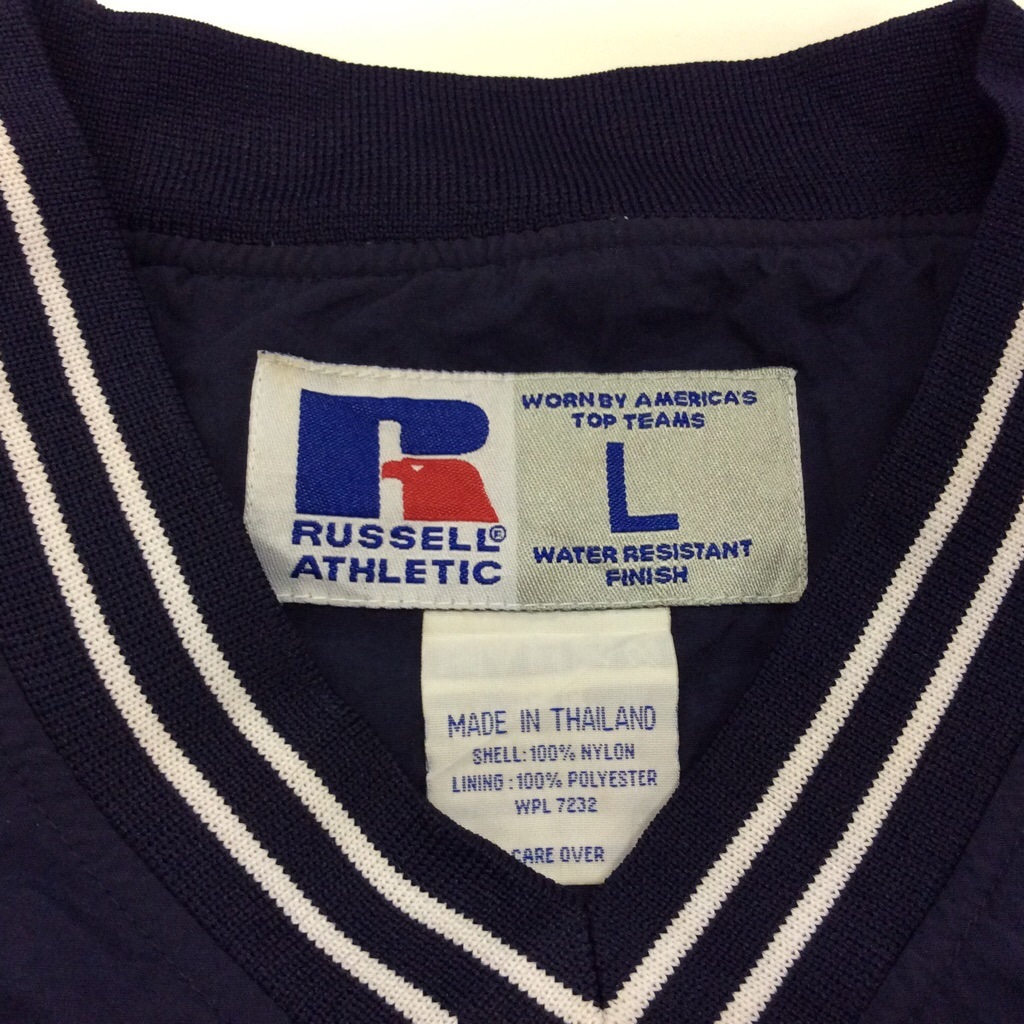 RUSSELL®
ATHLETIC
WORN BY AMERICA'S
TOP TEAMS
L
WATER RESISTANT
FINISH
MADE IN THAILAND
SHELL: 100% NYLON
LINING : 100% POLYESTER
WPL 7232
CARE OVER